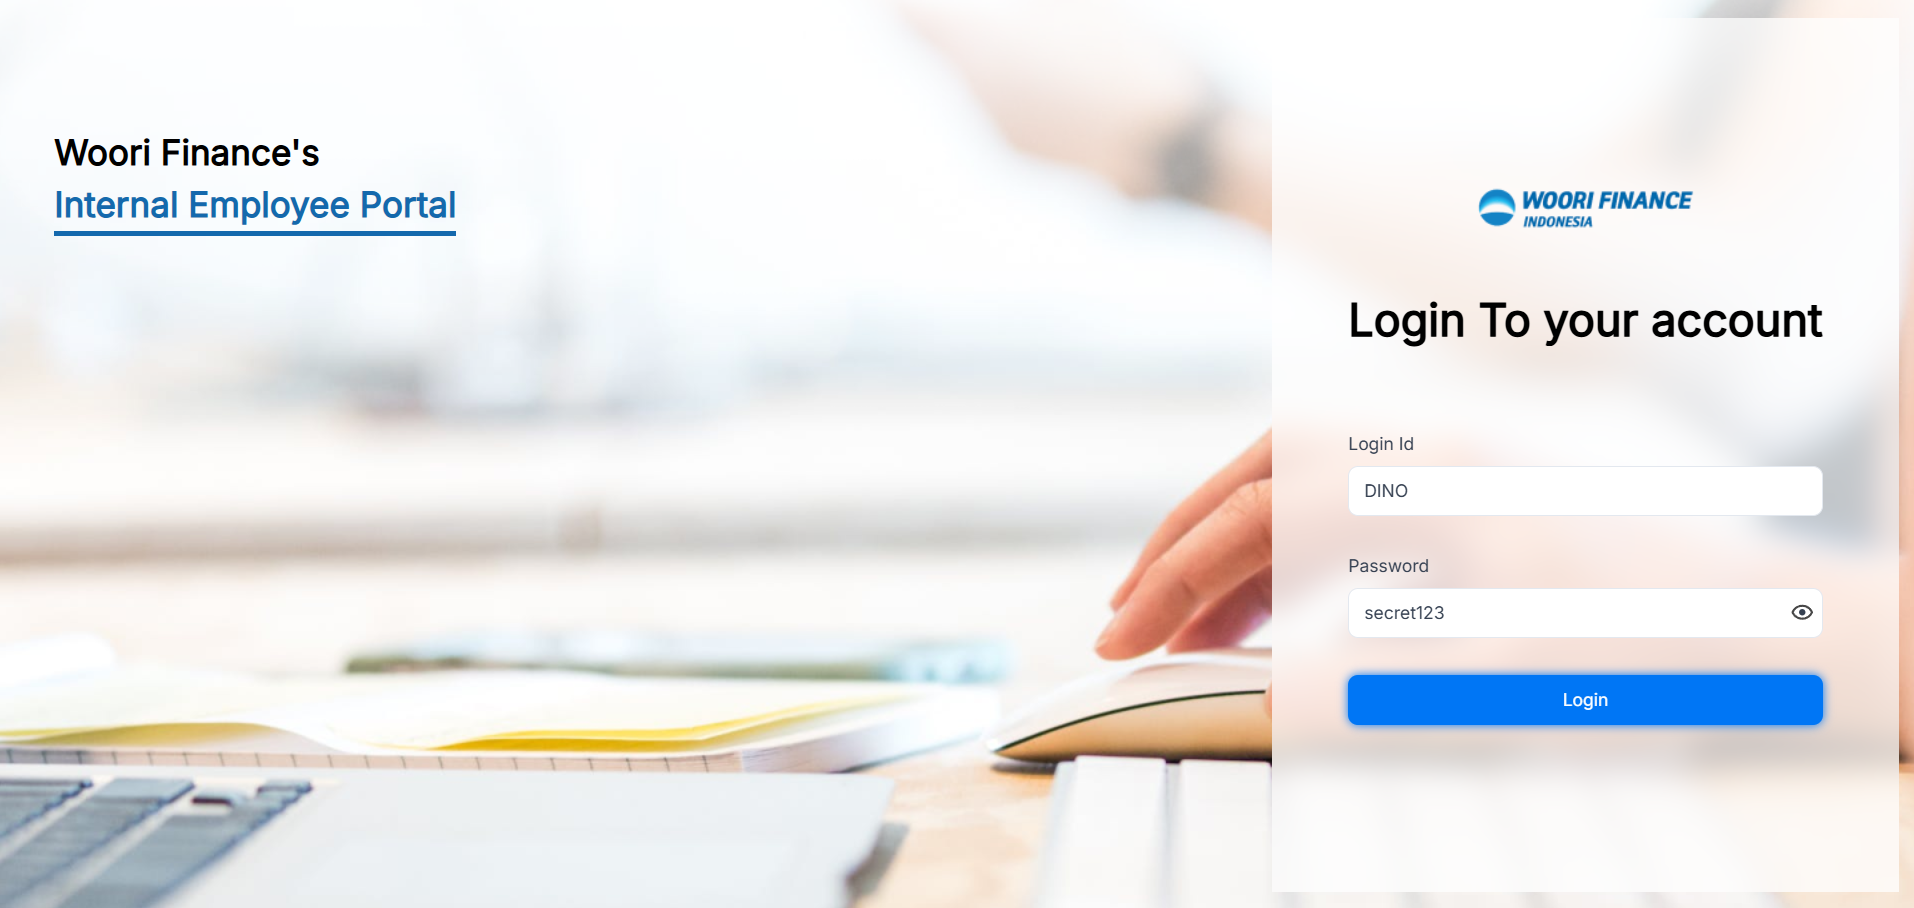 Woori Finance's
Internal Employee Portal
WOORI FINANCE
INDONESIA
Login To your account
Login Id
DINO
Password
secret123
Login